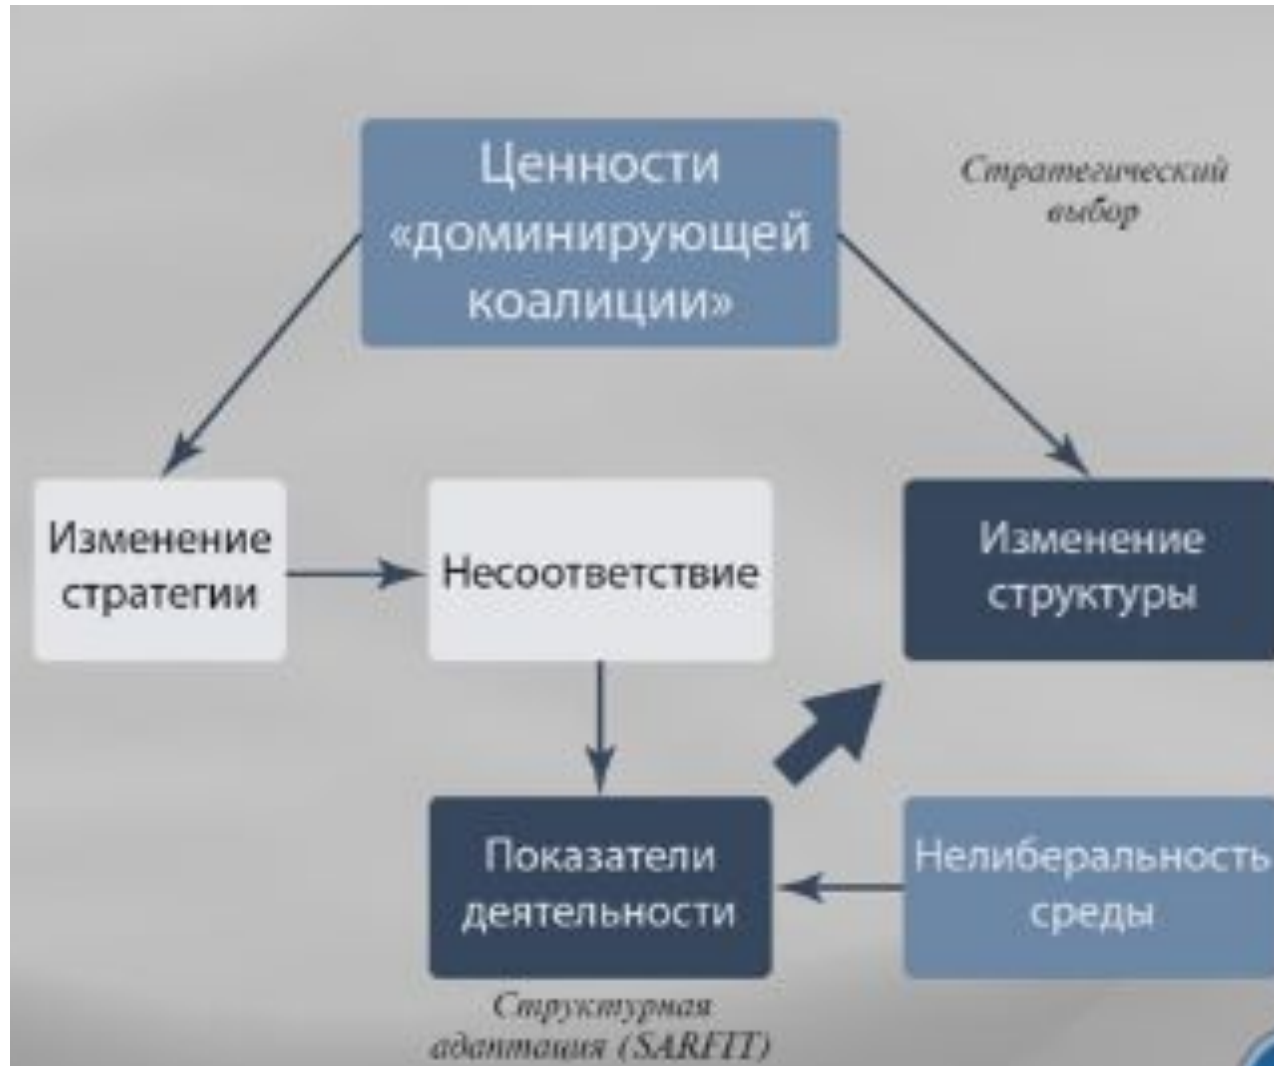 Ценности
«доминирующей
коалиции»
Стратегический
выбор
Изменение
стратегии
Несоответствие
Изменение
структуры
Показатели
деятельности
Нелиберальность
среды
Структурная
адаптация (SARFIT)